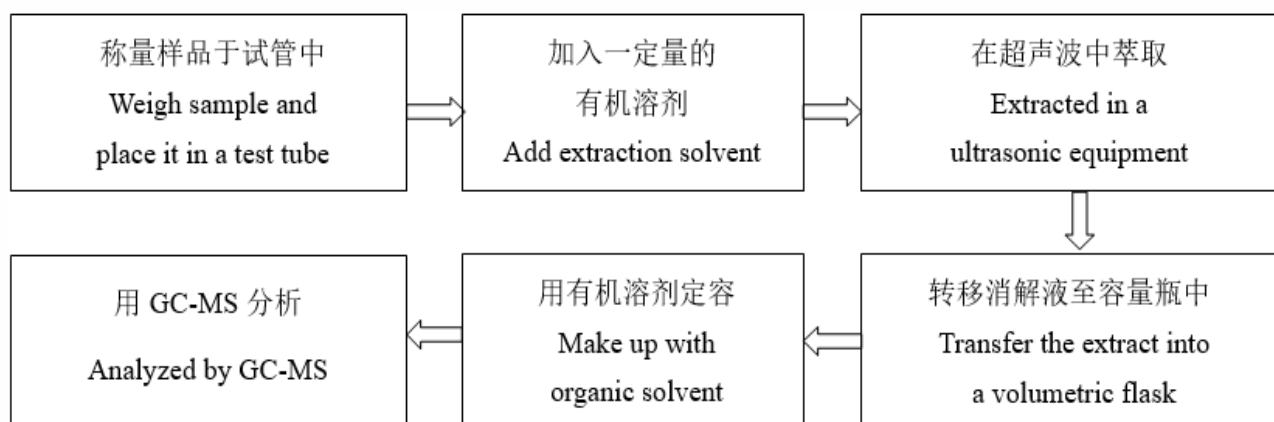 称量样品于试管中
Weigh sample and
place it in a test tube
加入一定量的
有机溶剂
Add extraction solvent
在超声波中萃取
Extracted in a
ultrasonic equipment
转移消解液至容量瓶中
Transfer the extract into
a volumetric flask
用有机溶剂定容
Make up with
organic solvent
用 GC-MS 分析
Analyzed by GC-MS